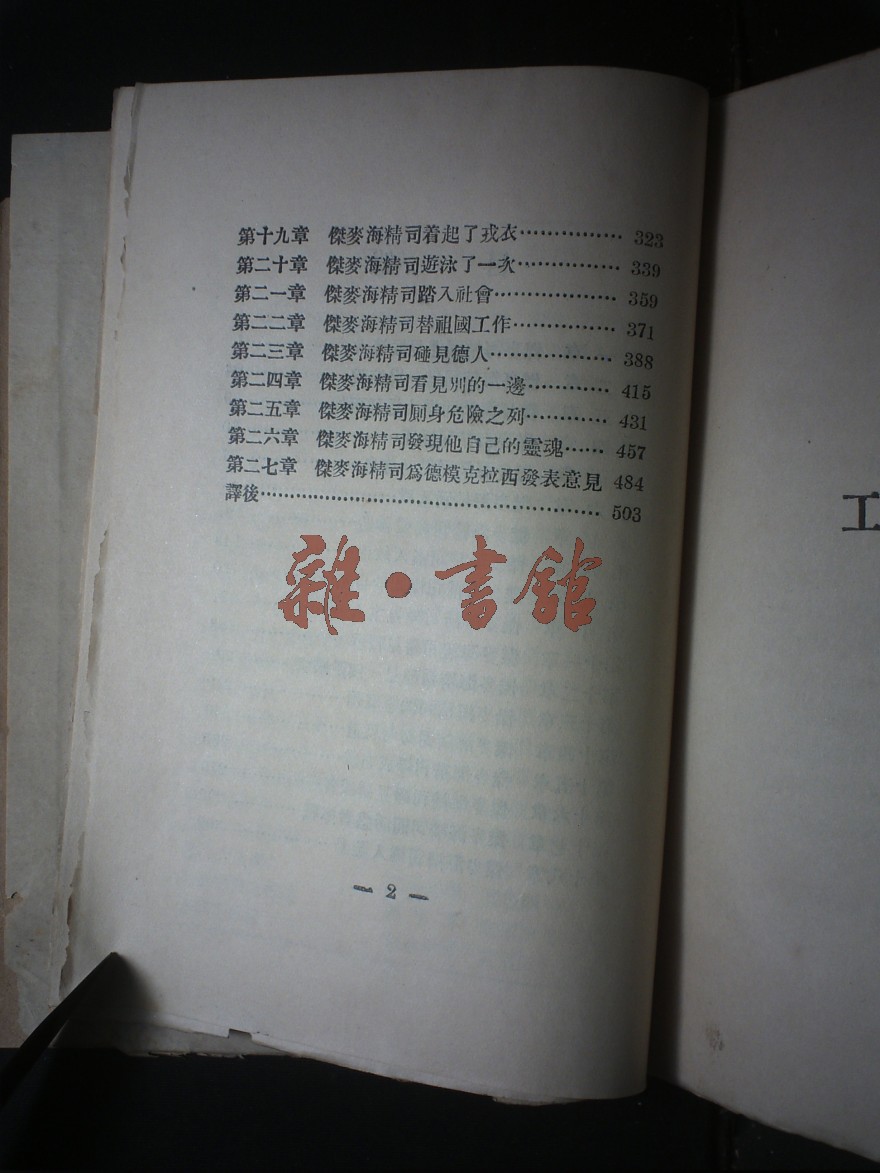 第十九章 傑麥海精司着起了戎衣················ 323
第二十章 傑麥海精司遊泳了一次················ 339
第二一章 傑麥海精司踏入社會··················· 359
第二二章 傑麥海精司替祖國工作················ 371
第二三章 傑麥海精司碰見德人··················· 388
第二四章 傑麥海精司看見別的一邊············· 415
第二五章 傑麥海精司厠身危險之列············· 431
第二六章 傑麥海精司發現他自己的靈魂······ 457
第二七章 傑麥海精司爲德模克拉西發表意見 484
譯後··················································· 503
雜·書館
— 2 —
工